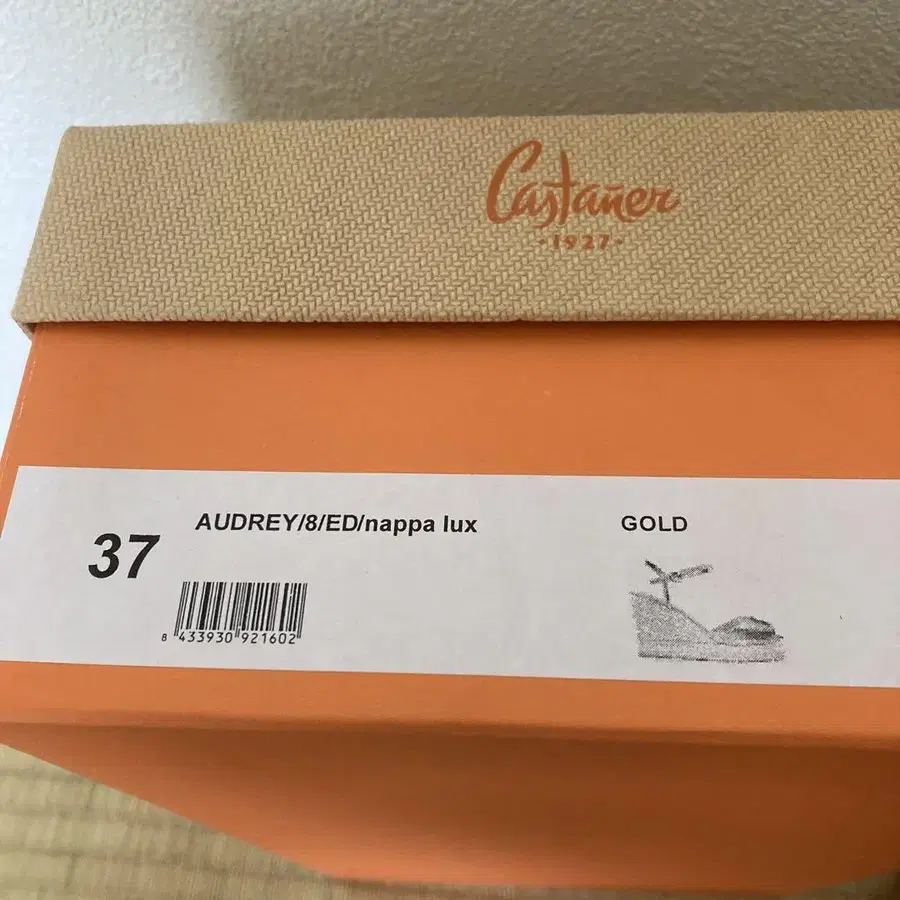 Castañer
·1927·
37
AUDREY/8/ED/nappa lux
GOLD
8 433930 921602